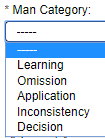 * Man Category:
-----
-----
Learning
Omission
Application
Inconsistency
Decision